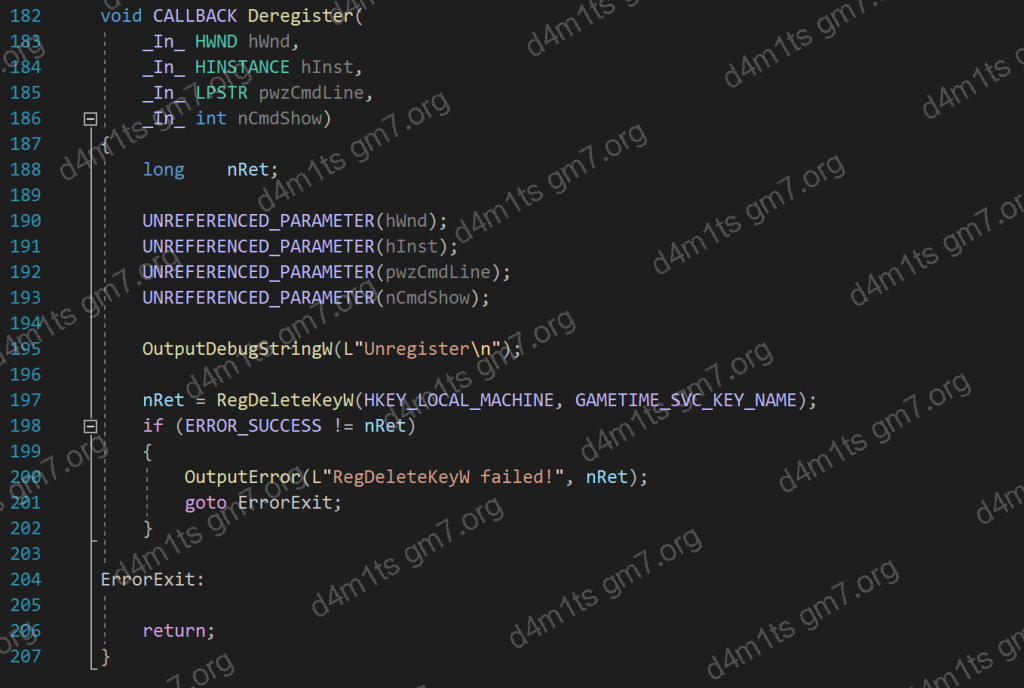 182 void CALLBACK Deregister(
183 _In_ HWND hWnd,
184 _In_ HINSTANCE hInst,
185 _In_ LPSTR pwzCmdLine,
186 _In_ int nCmdShow)
187 {
188 long nRet;
189
190 UNREFERENCED_PARAMETER(hWnd);
191 UNREFERENCED_PARAMETER(hInst);
192 UNREFERENCED_PARAMETER(pwzCmdLine);
193 UNREFERENCED_PARAMETER(nCmdShow);
194
195 OutputDebugStringW(L"Unregister\n");
196
197 nRet = RegDeleteKeyW(HKEY_LOCAL_MACHINE, GAMETIME_SVC_KEY_NAME);
198 if (ERROR_SUCCESS != nRet)
199 {
200 OutputError(L"RegDeleteKeyW failed!", nRet);
201 goto ErrorExit;
202 }
203
204 ErrorExit:
205
206 return;
207 }
d4m1ts gm7.org